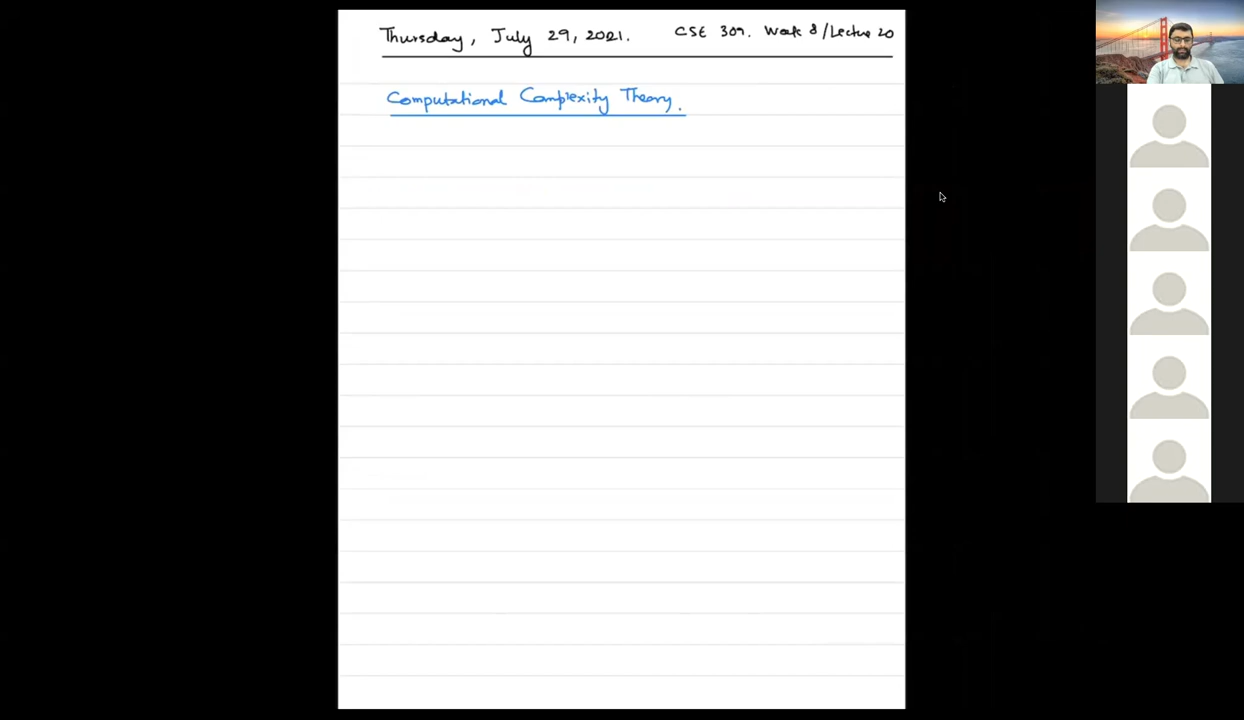 Thursday, July 29, 2021. CSE 309. Week 8/Lecture 20
Computational Complexity Theory.